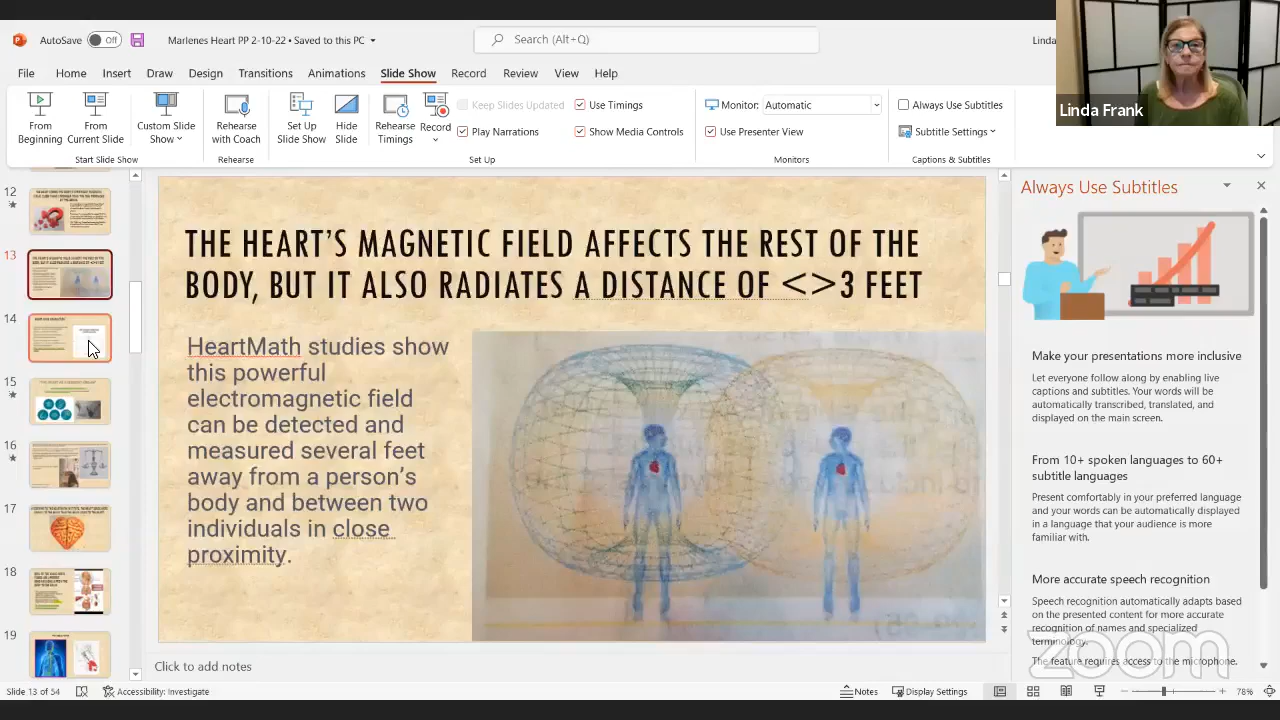 AutoSave Off Marlenes Heart PP 2-10-22 • Saved to this PC Search (Alt+Q) Linda
Linda Frank
File Home Insert Draw Design Transitions Animations Slide Show Record Review View Help
From Beginning
From Current Slide
Custom Slide Show
Start Slide Show
Rehearse with Coach
Rehearse
Set Up Slide Show
Hide Slide
Rehearse Timings
Record
Keep Slides Updated
Play Narrations
Use Timings
Show Media Controls
Set Up
Monitor: Automatic
Use Presenter View
Monitors
Always Use Subtitles
Subtitle Settings
Captions & Subtitles
12
13
14
15
16
17
18
19
THE HEART’S MAGNETIC FIELD AFFECTS THE REST OF THE
BODY, BUT IT ALSO RADIATES A DISTANCE OF <>3 FEET
HeartMath studies show
this powerful
electromagnetic field
can be detected and
measured several feet
away from a person’s
body and between two
individuals in close
proximity.
Always Use Subtitles
Make your presentations more inclusive
Let everyone follow along by enabling live
captions and subtitles. Your words will be
automatically transcribed, translated, and
displayed on the main screen.
From 10+ spoken languages to 60+
subtitle languages
Present comfortably in your preferred language
and your words can be automatically displayed
in a language that your audience is more
familiar with.
More accurate speech recognition
Speech recognition automatically adapts based
on the presented content for more accurate
recognition of names and specialized
terminology.
The feature requires access to the microphone.
zoom
Click to add notes
Slide 13 of 54 Accessibility: Investigate Notes Display Settings 78%